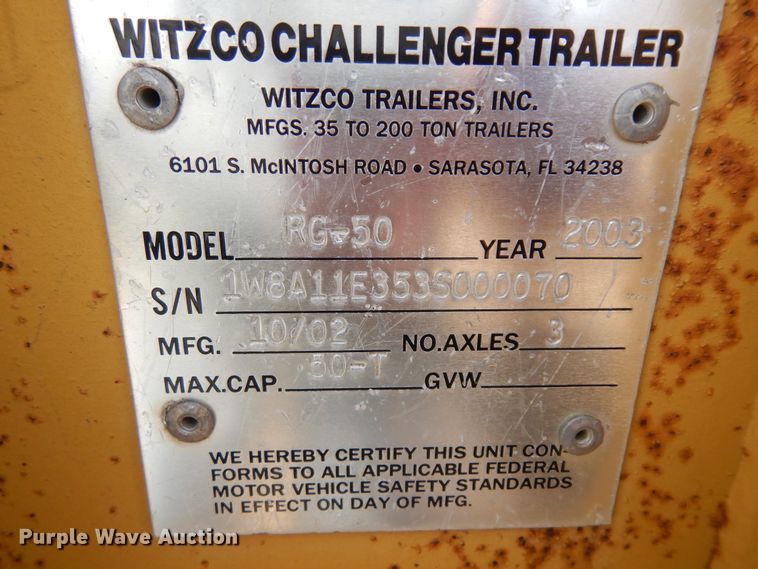 WITZCO CHALLENGER TRAILER
WITZCO TRAILERS, INC.
MFGS. 35 TO 200 TON TRAILERS
6101 S. McINTOSH ROAD • SARASOTA, FL 34238
MODEL RG-50 YEAR 2003
S/N 1W8A11E353S000070
MFG. 10/02 NO.AXLES 3
MAX.CAP. 50-T GVW
WE HEREBY CERTIFY THIS UNIT CON-
FORMS TO ALL APPLICABLE FEDERAL
MOTOR VEHICLE SAFETY STANDARDS
IN EFFECT ON DAY OF MFG.
Purple Wave Auction